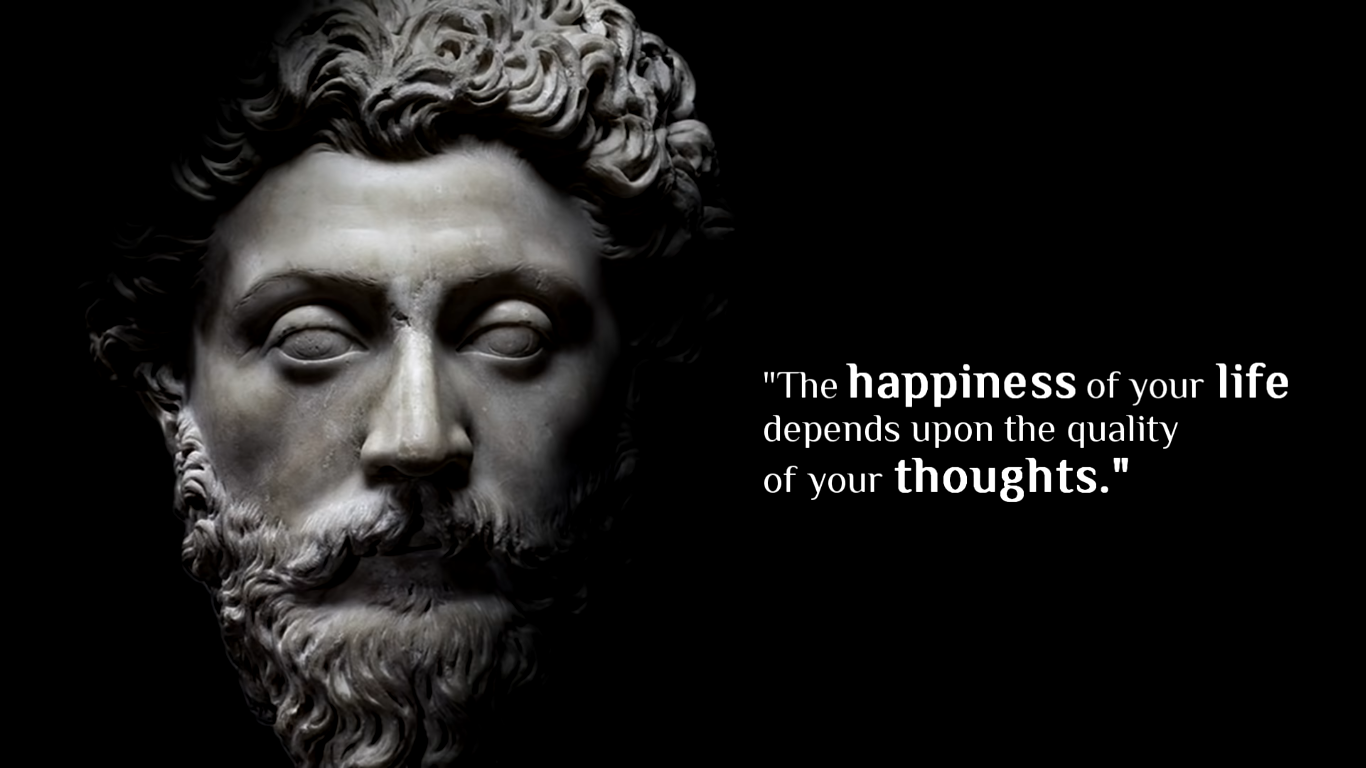 "The happiness of your life
depends upon the quality
of your thoughts."